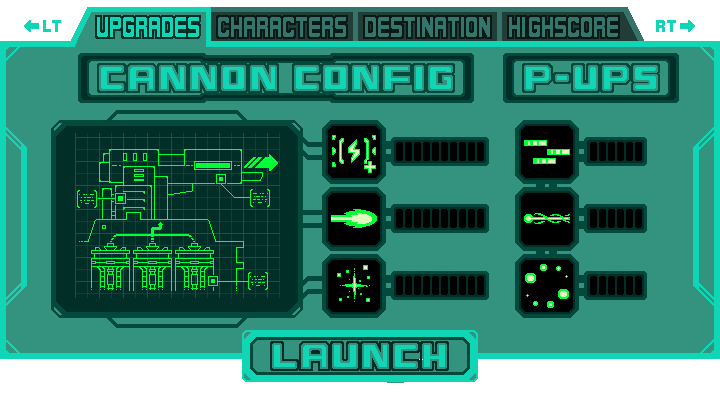 LT UPGRADES CHARACTERS DESTINATION HIGHSCORE RT
CANNON CONFIG P-UPS
LAUNCH